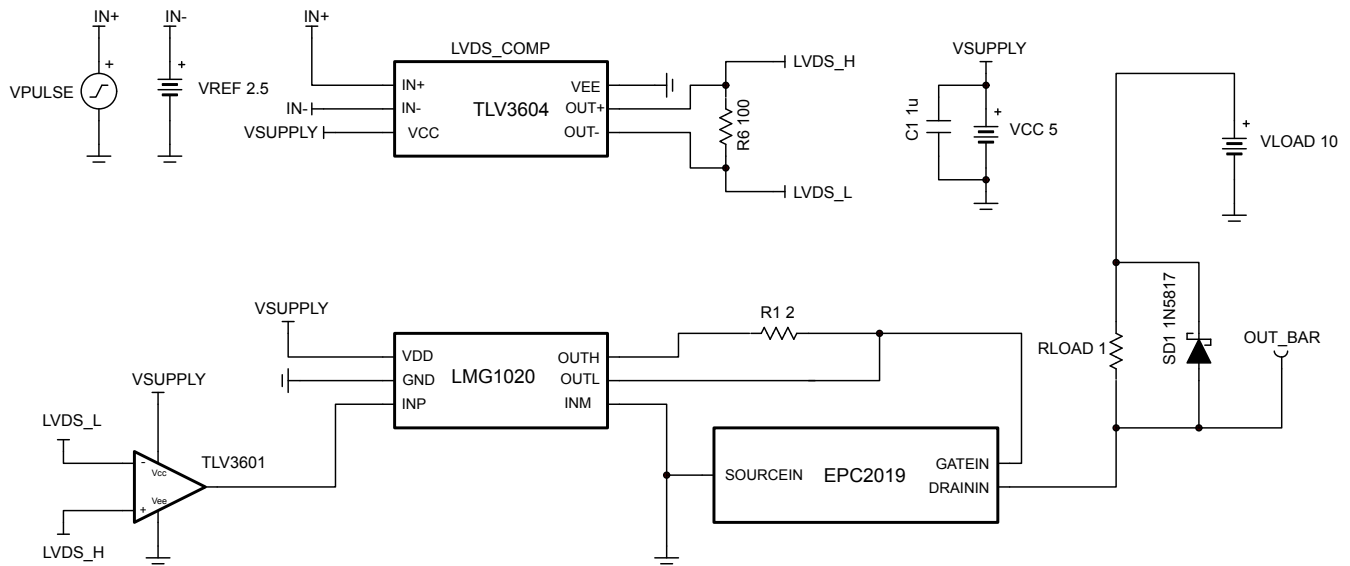 IN+
IN-
IN+
VPULSE
+
VREF 2.5
+
LVDS_COMP
IN+
IN-
VCC
TLV3604
VEE
OUT+
OUT-
IN-
VSUPPLY
R6 100
LVDS_H
LVDS_L
VSUPPLY
C1 1u
+
VCC 5
+
VLOAD 10
VSUPPLY
VDD
GND
INP
LMG1020
OUTH
OUTL
INM
R1 2
RLOAD 1
SD1 1N5817
OUT_BAR
VSUPPLY
LVDS_L
-
Vcc
TLV3601
Vee
+
LVDS_H
SOURCEIN
EPC2019
GATEIN
DRAININ